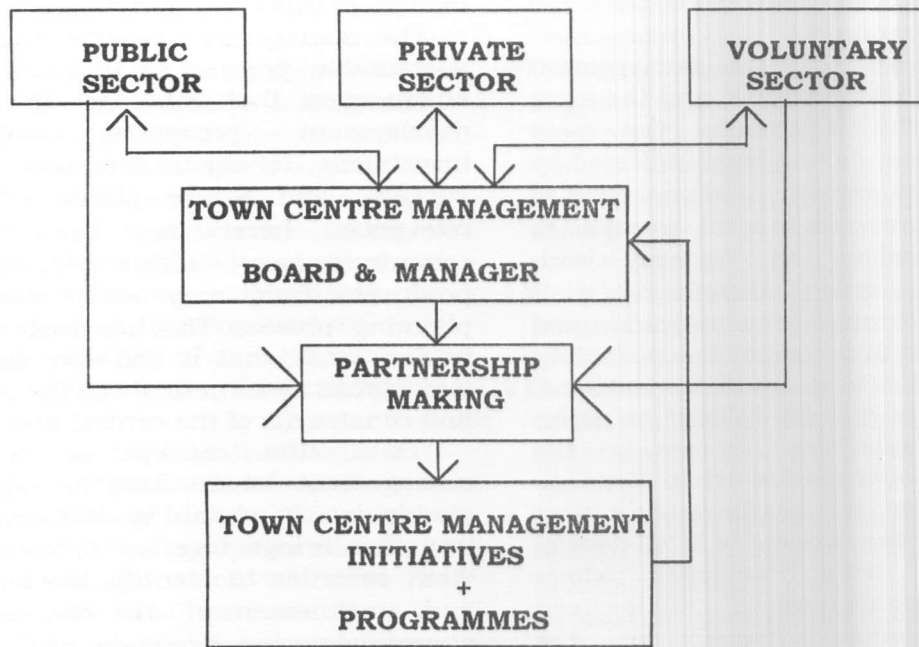 PUBLIC
SECTOR
PRIVATE
SECTOR
VOLUNTARY
SECTOR
TOWN CENTRE MANAGEMENT
BOARD & MANAGER
PARTNERSHIP
MAKING
TOWN CENTRE MANAGEMENT
INITIATIVES
+
PROGRAMMES